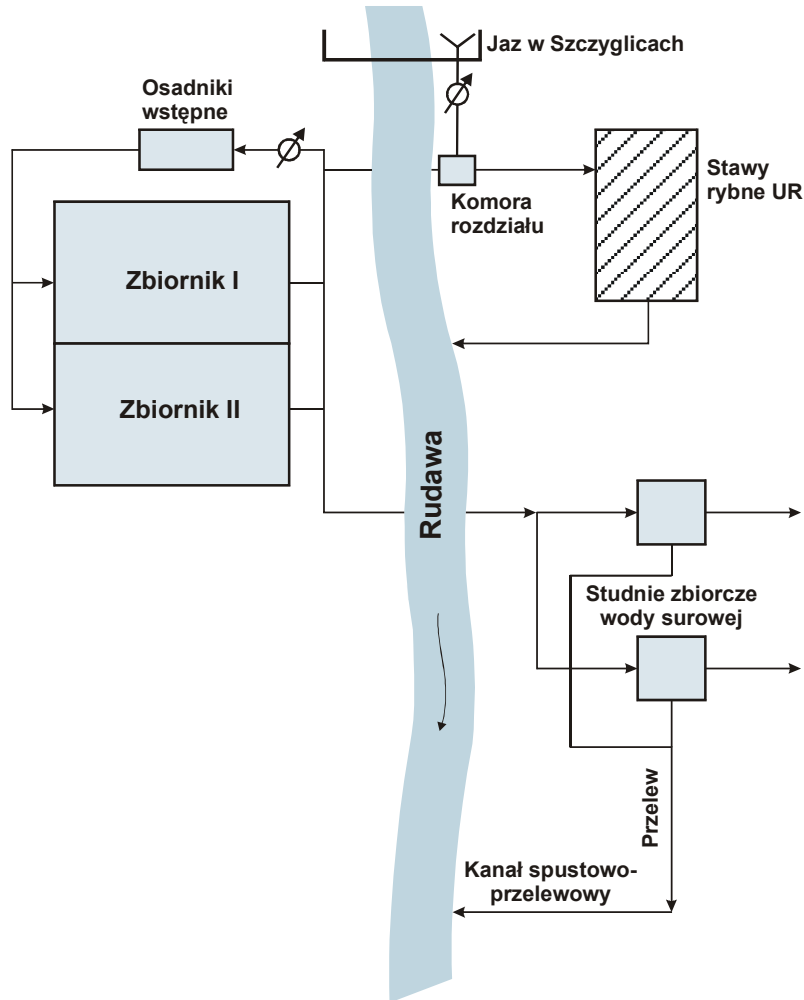 Jaz w Szczyglicach
Osadniki
wstępne
Stawy
rybne UR
Komora
rozdziału
Zbiornik I
Zbiornik II
Rudawa
Studnie zbiorcze
wody surowej
Przelew
Kanał spustowo-
przelewowy